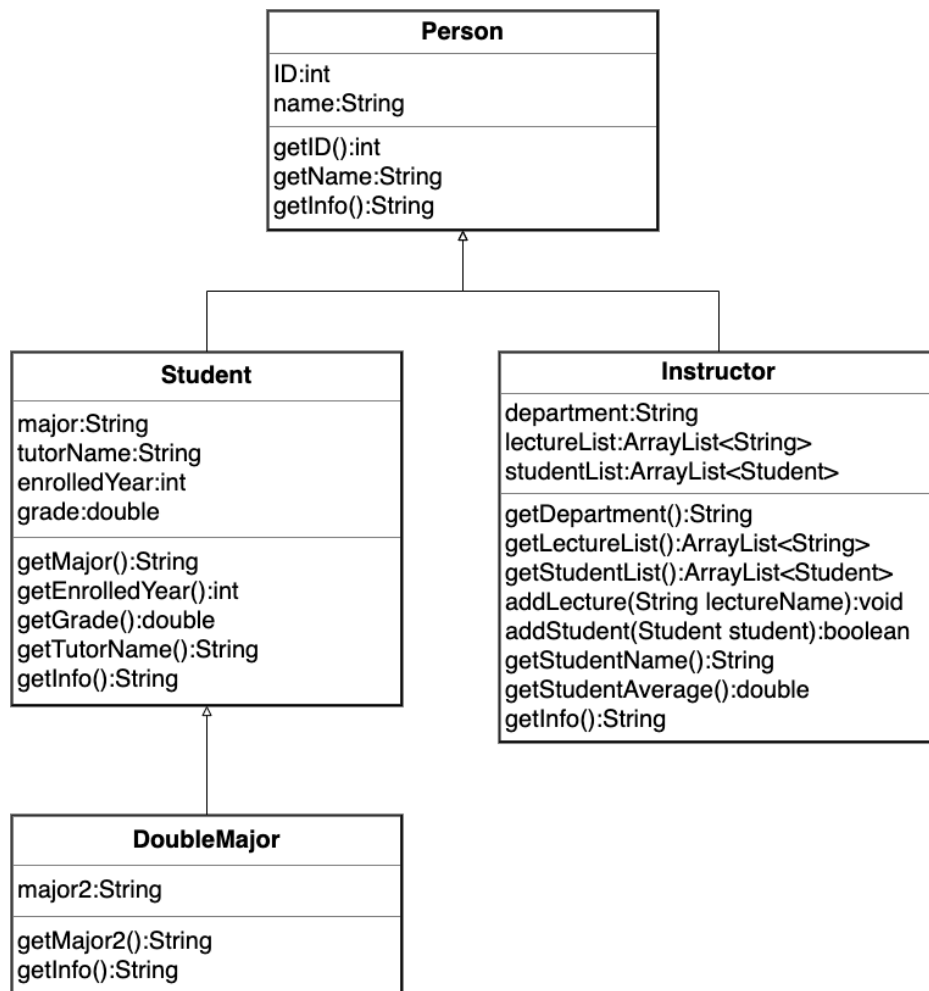 Person
ID:int
name:String
getID():int
getName:String
getInfo():String
Student
major:String
tutorName:String
enrolledYear:int
grade:double
getMajor():String
getEnrolledYear():int
getGrade():double
getTutorName():String
getInfo():String
Instructor
department:String
lectureList:ArrayList<String>
studentList:ArrayList<Student>
getDepartment():String
getLectureList():ArrayList<String>
getStudentList():ArrayList<Student>
addLecture(String lectureName):void
addStudent(Student student):boolean
getStudentName():String
getStudentAverage():double
getInfo():String
DoubleMajor
major2:String
getMajor2():String
getInfo():String